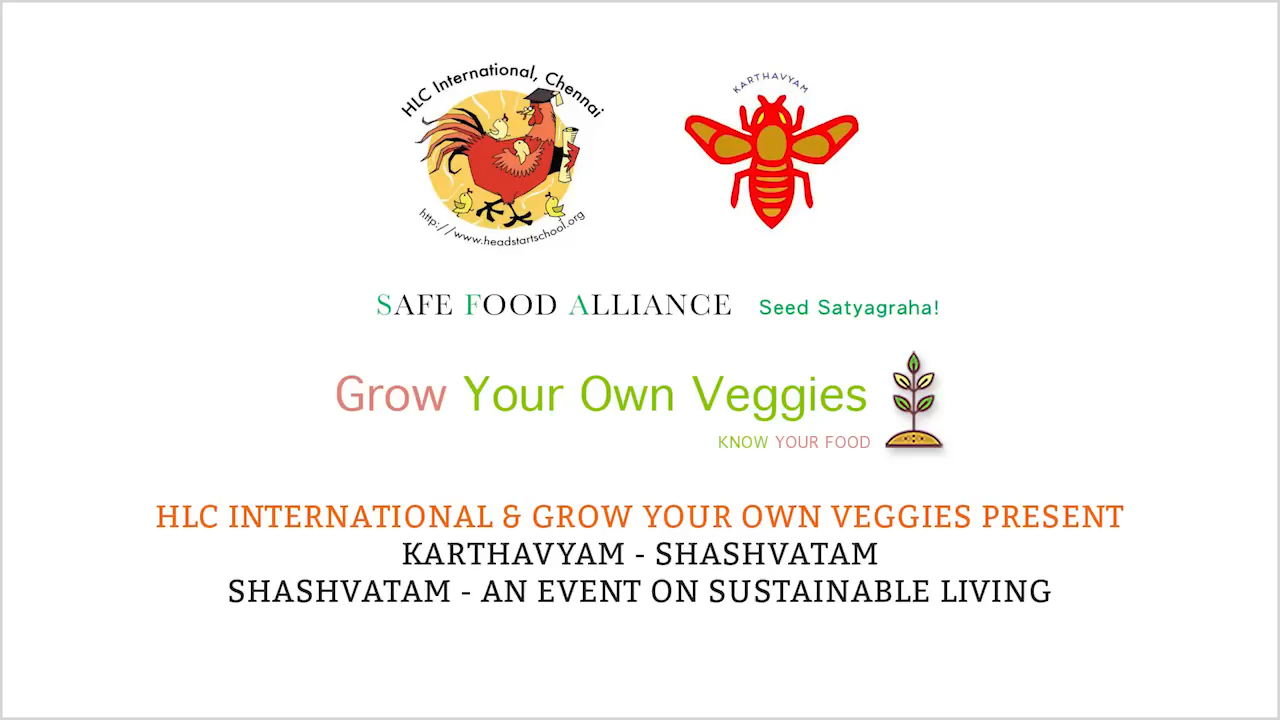 HLC International, Chennai
KARTHAVYAM
http://www.headstartschool.org
SAFE FOOD ALLIANCE Seed Satyagraha!
Grow Your Own Veggies
KNOW YOUR FOOD
HLC INTERNATIONAL & GROW YOUR OWN VEGGIES PRESENT
KARTHAVYAM - SHASHVATAM
SHASHVATAM - AN EVENT ON SUSTAINABLE LIVING